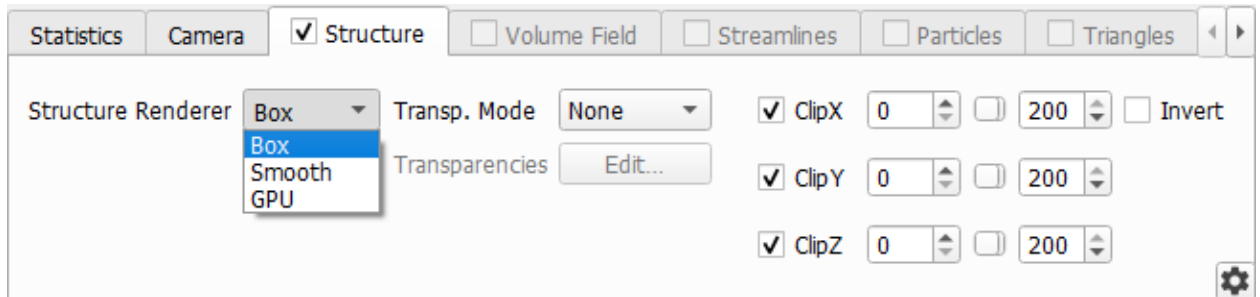 Statistics Camera Structure Volume Field Streamlines Particles Triangles
Structure Renderer Box Transp. Mode None ClipX 0 200 Invert
Box
Smooth
GPU
Transparencies Edit...
ClipY 0 200
ClipZ 0 200